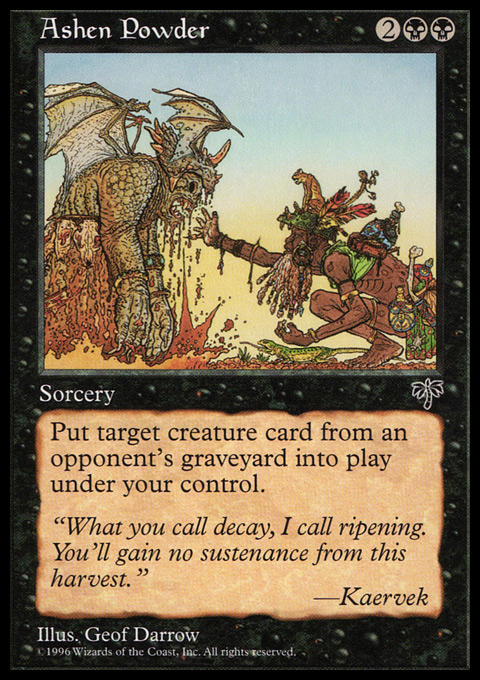 Ashen Powder 2
Sorcery
Put target creature card from an
opponent's graveyard into play
under your control.
"What you call decay, I call ripening.
You'll gain no sustenance from this
harvest."
—Kaervek
Illus. Geof Darrow
©1996 Wizards of the Coast, Inc. All rights reserved.